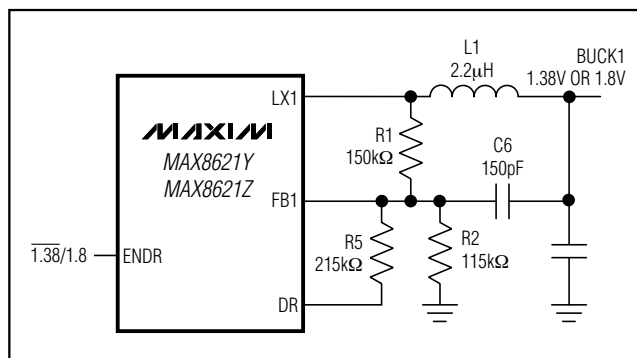 L1
2.2μH
BUCK1
1.38V OR 1.8V
LX1
MAXIM
MAX8621Y
MAX8621Z
R1
150kΩ
C6
150pF
FB1
R5
215kΩ
R2
115kΩ
1.38/1.8
ENDR
DR